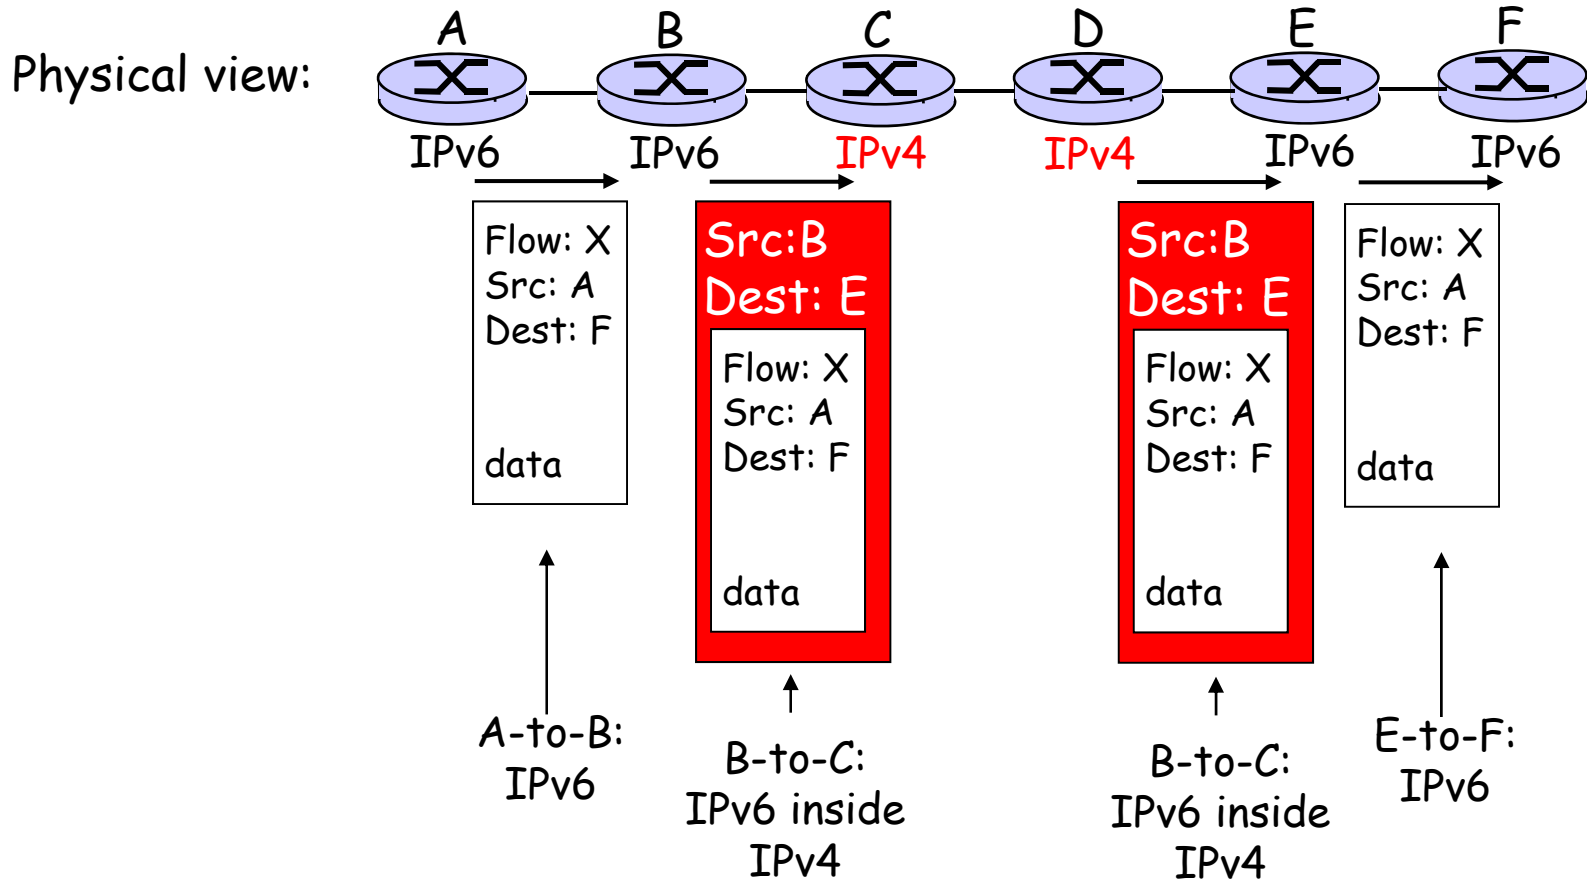 A B C D E F
Physical view:
IPv6 IPv6 IPv4 IPv4 IPv6 IPv6
Flow: X
Src: A
Dest: F
data
Src:B
Dest: E
Flow: X
Src: A
Dest: F
data
Src:B
Dest: E
Flow: X
Src: A
Dest: F
data
Flow: X
Src: A
Dest: F
data
A-to-B:
IPv6
B-to-C:
IPv6 inside
IPv4
B-to-C:
IPv6 inside
IPv4
E-to-F:
IPv6